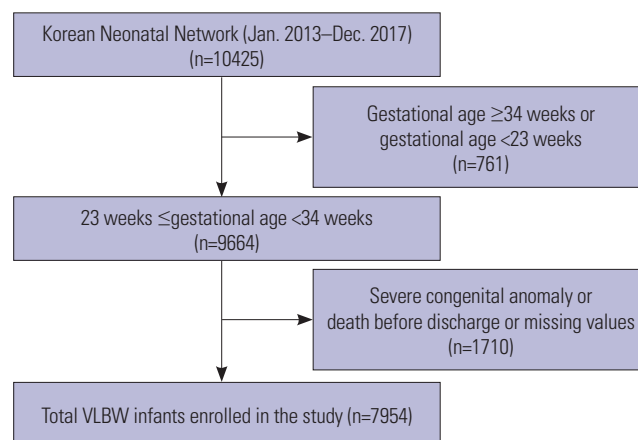 Korean Neonatal Network (Jan. 2013–Dec. 2017)
(n=10425)
Gestational age ≥34 weeks or
gestational age <23 weeks
(n=761)
23 weeks ≤gestational age <34 weeks
(n=9664)
Severe congenital anomaly or
death before discharge or missing values
(n=1710)
Total VLBW infants enrolled in the study (n=7954)